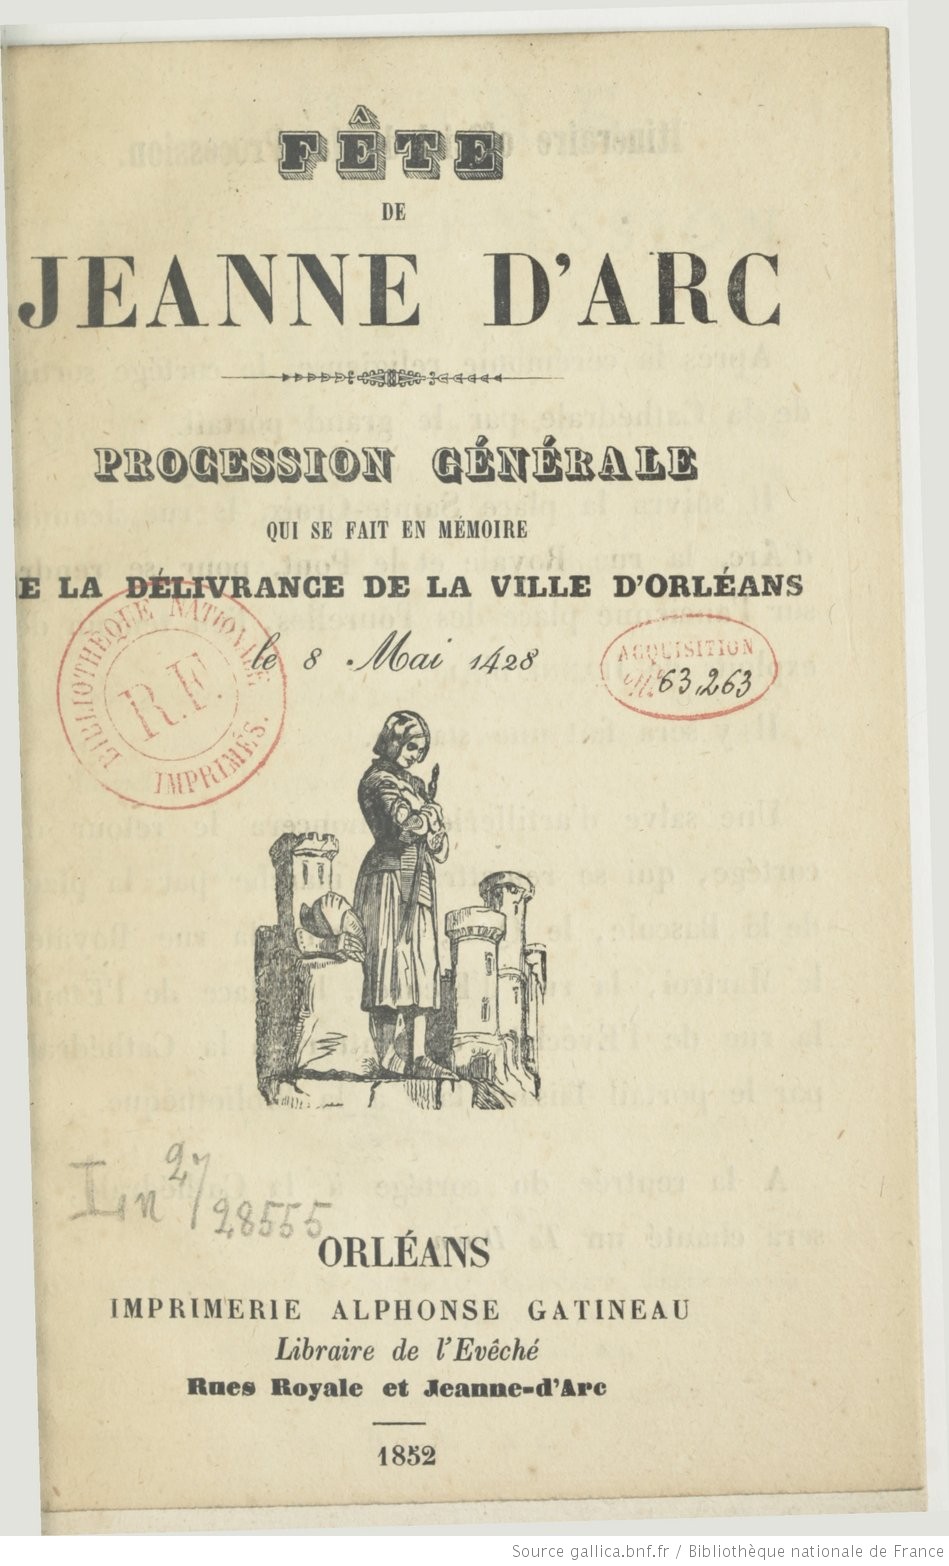 FÊTE
DE
JEANNE D'ARC
PROCESSION GÉNÉRALE
QUI SE FAIT EN MÉMOIRE
E LA DÉLIVRANCE DE LA VILLE D'ORLÉANS
le 8 Mai 1428
BIBLIOTHÈQUE NATIONALE
R.F.
IMPRIMÉS.
ACQUISITION
63,263
Ln 27/28555
ORLÉANS
IMPRIMERIE ALPHONSE GATINEAU
Libraire de l'Evêché
Rues Royale et Jeanne-d'Arc
1852
Source gallica.bnf.fr / Bibliothèque nationale de France